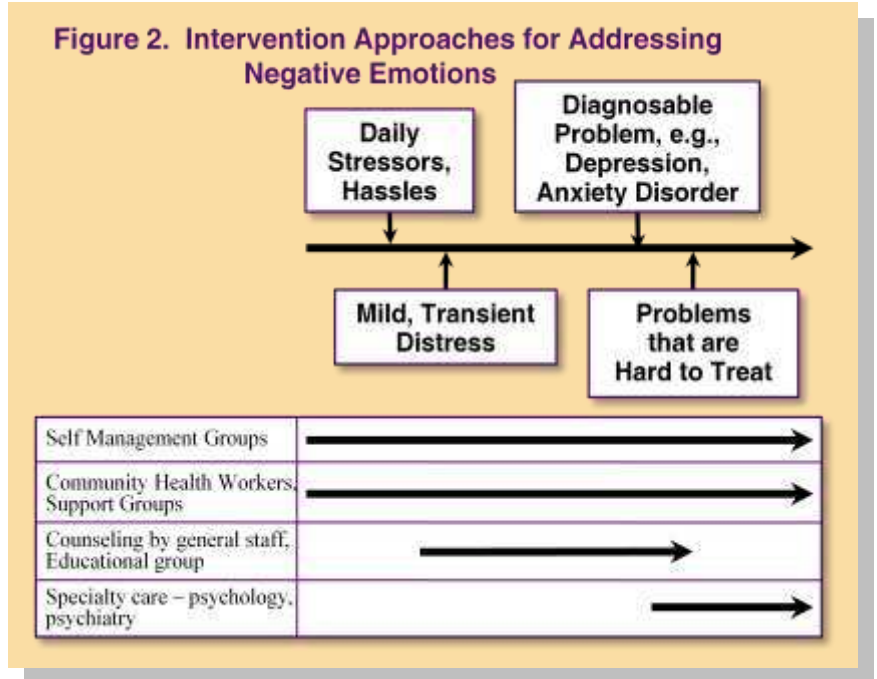 Figure 2.  Intervention Approaches for Addressing
Negative Emotions
Daily
Stressors,
Hassles
Diagnosable
Problem, e.g.,
Depression,
Anxiety Disorder
Mild, Transient
Distress
Problems
that are
Hard to Treat
Self Management Groups
Community Health Workers,
Support Groups
Counseling by general staff,
Educational group
Specialty care – psychology,
psychiatry